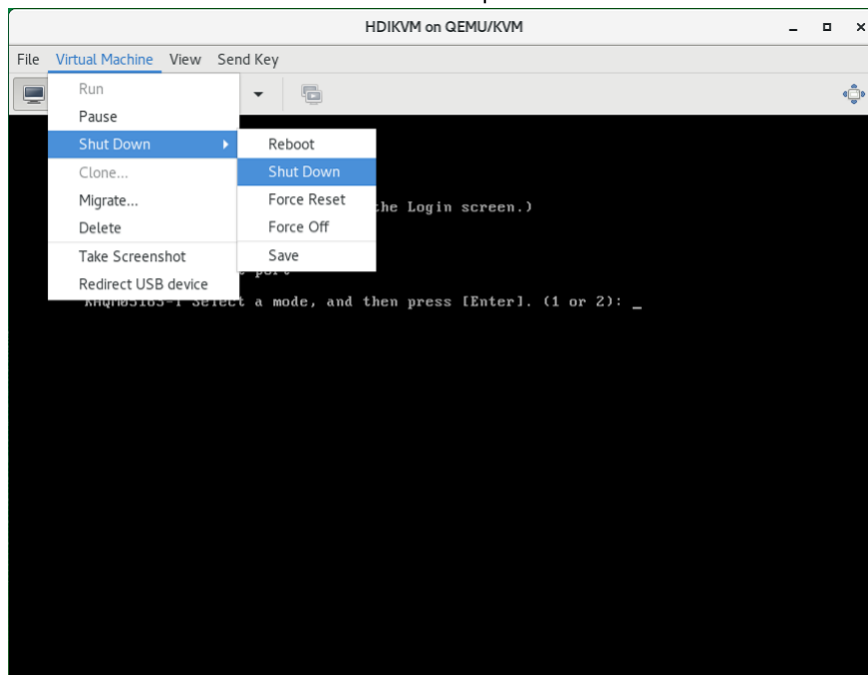 HDIKVM on QEMU/KVM
File Virtual Machine View Send Key
Run
Pause
Shut Down
Clone...
Migrate...
Delete
Take Screenshot
Redirect USB device
Reboot
Shut Down
Force Reset
Force Off
Save
the Login screen.)
Select a mode, and then press [Enter]. (1 or 2): _